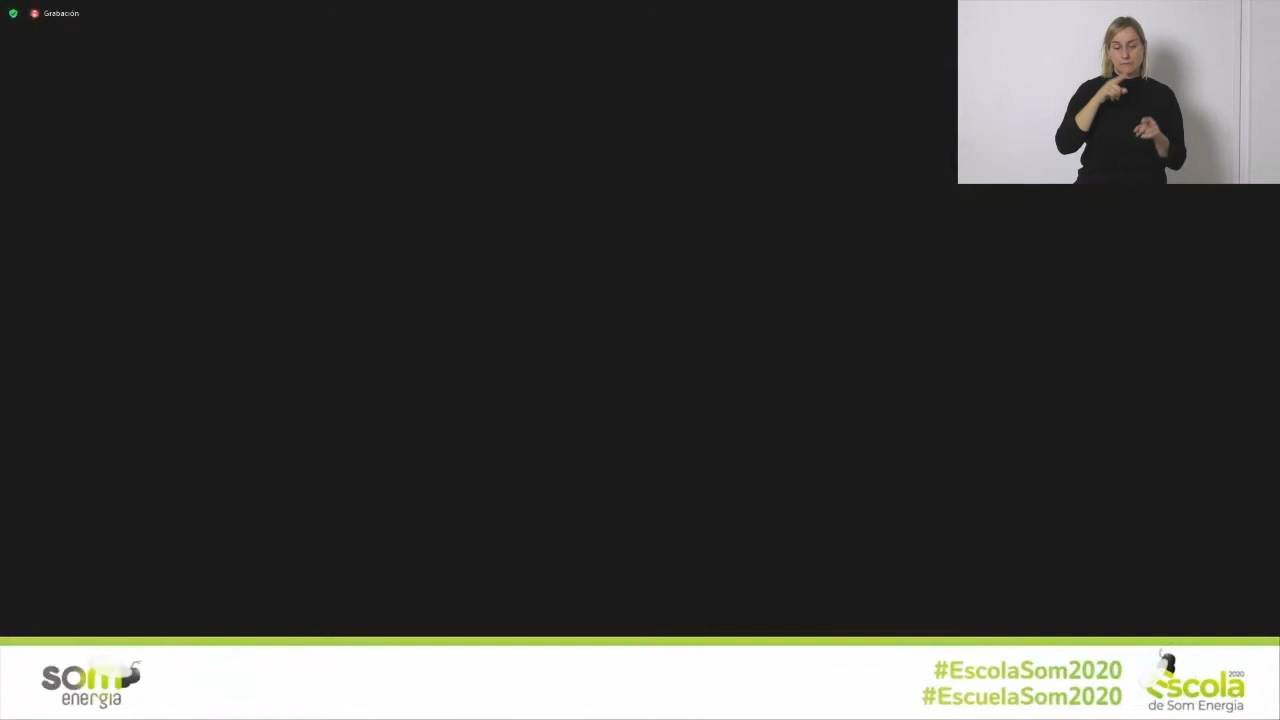 Grabación
som
energia
#EscolaSom2020
#EscuelaSom2020
2020
escola
de Som Energia